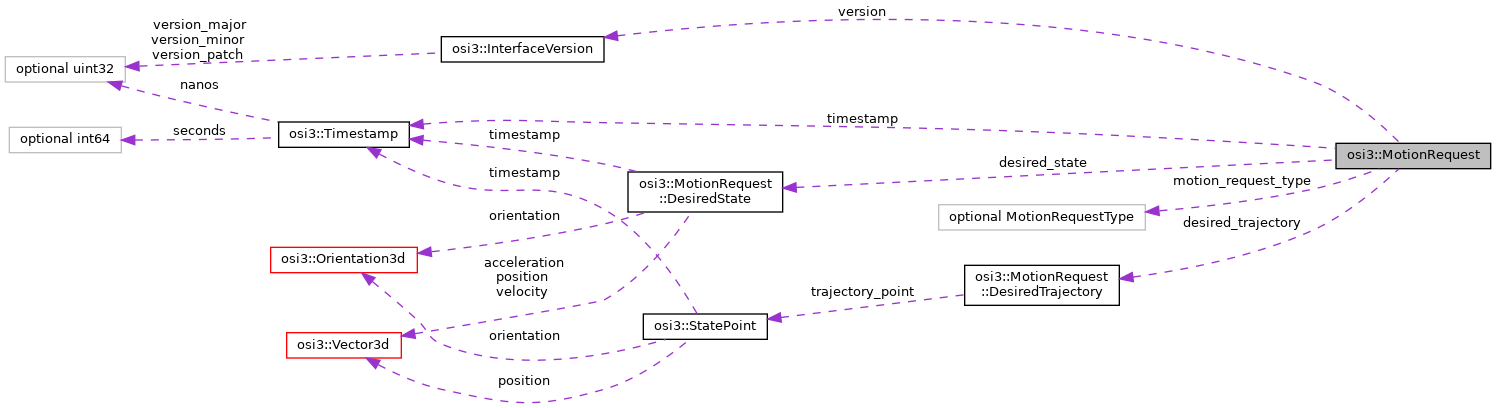 version
version_major
version_minor
version_patch
osi3::InterfaceVersion
optional uint32
nanos
timestamp
seconds
osi3::Timestamp
optional int64
timestamp
osi3::MotionRequest
desired_state
timestamp
osi3::MotionRequest
::DesiredState
motion_request_type
orientation
optional MotionRequestType
desired_trajectory
osi3::Orientation3d
acceleration
position
velocity
osi3::MotionRequest
::DesiredTrajectory
trajectory_point
osi3::StatePoint
orientation
osi3::Vector3d
position